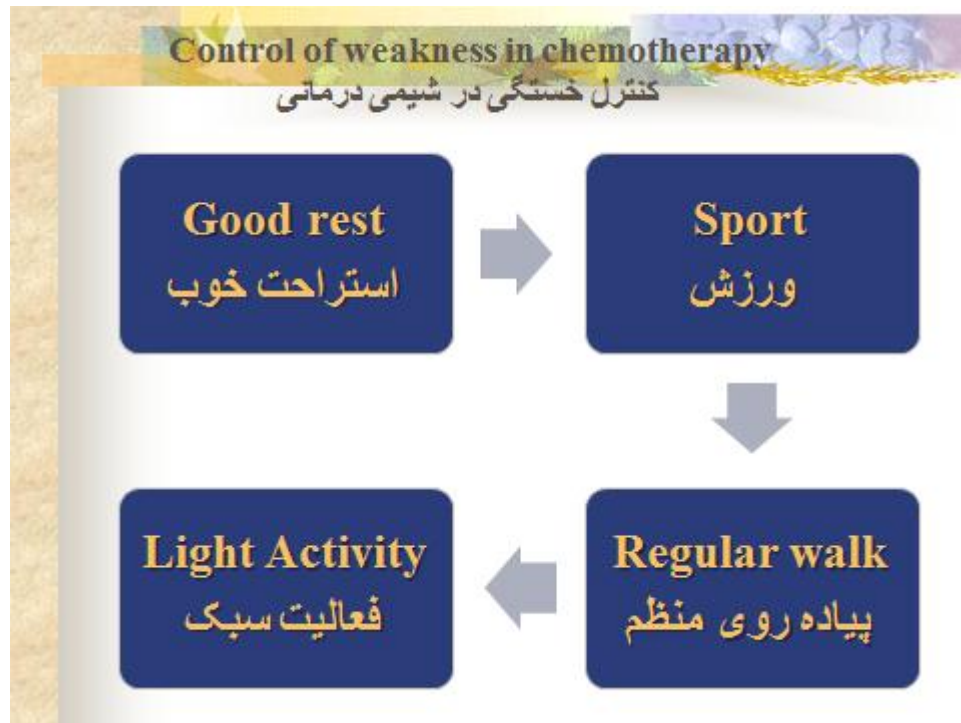 Control of weakness in chemotherapy
کنترل خستگی در شیمی درمانی
Good rest
استراحت خوب
Sport
ورزش
Regular walk
پیاده روی منظم
Light Activity
فعالیت سبک